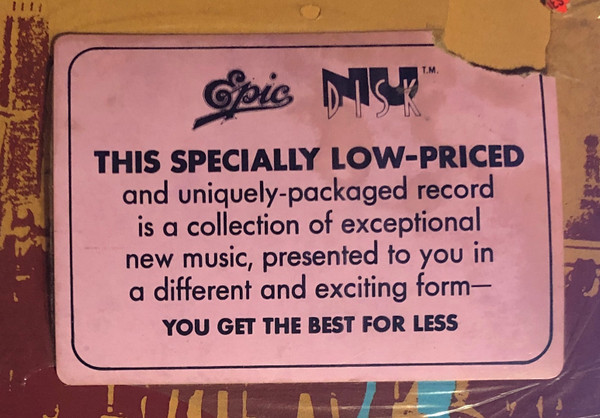 Epic NU DISK T.M.
THIS SPECIALLY LOW-PRICED
and uniquely-packaged record
is a collection of exceptional
new music, presented to you in
a different and exciting form—
YOU GET THE BEST FOR LESS